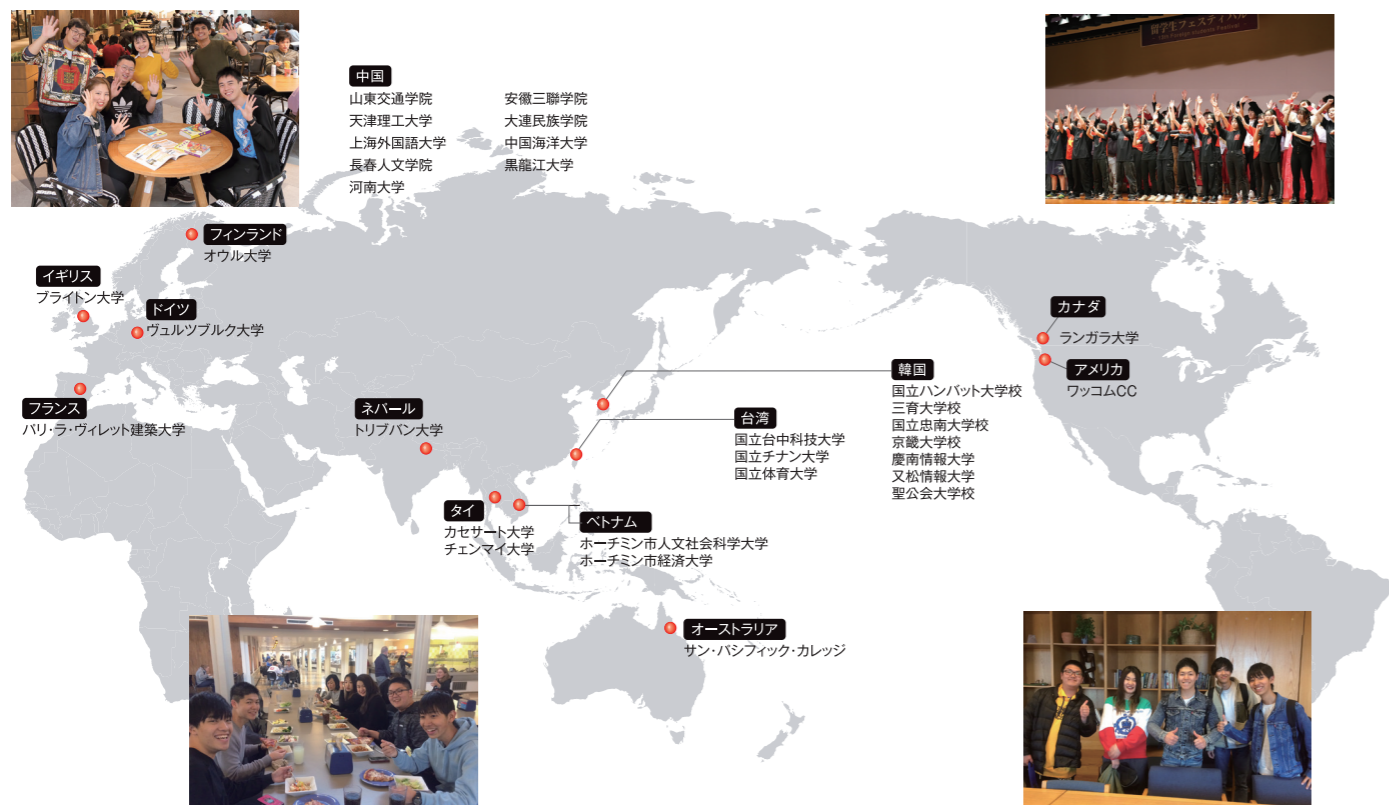 留学生フェスティバル
中国
山東交通学院
天津理工大学
上海外国語大学
長春人文学院
河南大学
安徽三聯学院
大連民族学院
中国海洋大学
黒龍江大学
フィンランド
オウル大学
イギリス
ブライトン大学
ドイツ
ヴュルツブルク大学
フランス
パリ・ラ・ヴィレット建築大学
ネパール
トリブバン大学
タイ
カセサート大学
チェンマイ大学
ベトナム
ホーチミン市人文社会科学大学
ホーチミン市経済大学
台湾
国立台中科技大学
国立チナン大学
国立体育大学
韓国
国立ハンバット大学校
三育大学校
国立忠南大学校
京畿大学校
慶南情報大学
又松情報大学
聖公会大学校
カナダ
ランガラ大学
アメリカ
ワッコムCC
オーストラリア
サン・パシフィック・カレッジ